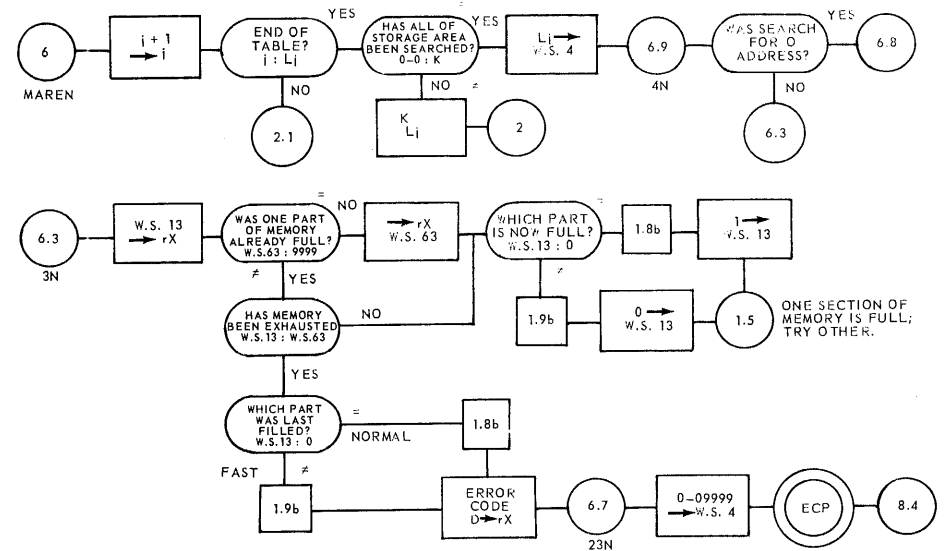 6
MAREN
i + 1
→ i
END OF
TABLE?
i : Li
YES
NO
2.1
=
HAS ALL OF
STORAGE AREA
BEEN SEARCHED?
0-0 : K
YES
NO ≠
K
Li
2
Li →
W.S. 4
6.9
4N
WAS SEARCH
FOR O
ADDRESS?
YES
NO
6.8
6.3
6.3
3N
W.S. 13
→ rX
WAS ONE PART
OF MEMORY
ALREADY FULL?
W.S.63 : 9999
=
NO
≠
YES
→ rX
W.S. 63
WHICH PART
IS NOW FULL?
W.S.13 : 0
=
≠
1.8b
1 →
W.S. 13
HAS MEMORY
BEEN EXHAUSTED
W.S.13 : W.S.63
NO
YES
1.9b
0 →
W.S. 13
1.5
ONE SECTION OF
MEMORY IS FULL;
TRY OTHER.
WHICH PART
WAS LAST
FILLED?
W.S.13 : 0
=
NORMAL
1.8b
FAST
≠
1.9b
ERROR
CODE
D→rX
6.7
23N
0-09999
→W.S. 4
ECP
8.4